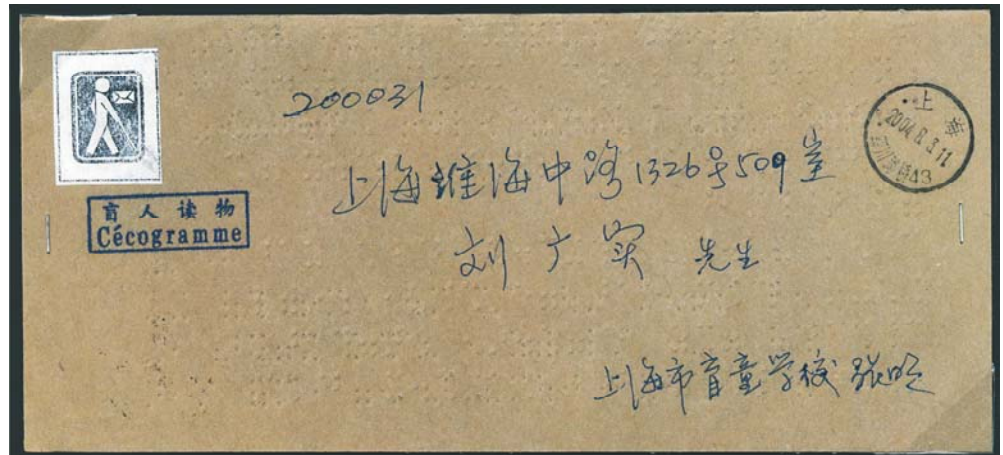 200031
上海淮海中路1326号509室
刘广实 先生
盲人读物
Cécogramme
上海
2004.8.3.11
上海市盲童学校 张